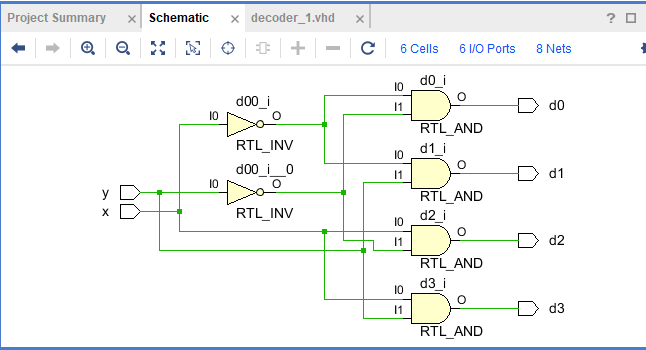 Project Summary × Schematic × decoder_1.vhd × ?
6 Cells 6 I/O Ports 8 Nets
d0_i
I0 O d0
d00_i I1
I0 O RTL_AND
RTL_INV d1_i
I0 O d1
d00_i__0 I1
y I0 O RTL_AND
x RTL_INV d2_i
I0 O d2
I1
RTL_AND
d3_i
I0 O d3
I1
RTL_AND